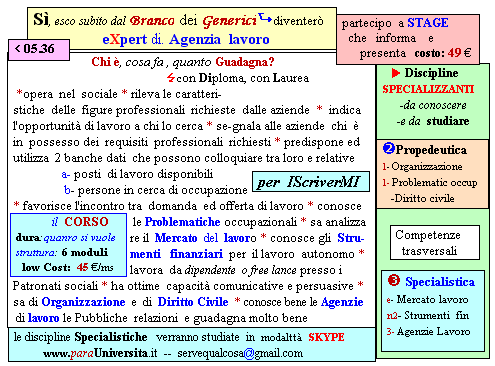 Sì, esco subito dal Branco dei Generici diventerò
eXpert di. Agenzia lavoro
partecipo a STAGE
che informa e
presenta costo: 49 €
< 05.36
Chi è, cosa fa , quanto Guadagna?
con Diploma, con Laurea
*opera nel sociale * rileva le caratteri-
stiche delle figure professionali richieste dalle aziende * indica
l'opportunità di lavoro a chi lo cerca * se-gnala alle aziende chi è
in possesso dei requisiti professionali richiesti * predispone ed
utilizza 2 banche dati che possono colloquiare tra loro e relative
a- posti di lavoro disponibili
b- persone in cerca di occupazione
per IScriverMI
* favorisce l'incontro tra domanda ed offerta di lavoro * conosce
le Problematiche occupazionali * sa analizza
re il Mercato del lavoro * conosce gli Stru-
menti finanziari per il lavoro autonomo *
lavora da dipendente o free lance presso i
Patronati sociali * ha ottime capacità comunicative e persuasive *
sa di Organizzazione e di Diritto Civile * conosce bene le Agenzie
di lavoro le Pubbliche relazioni e guadagna molto bene
il CORSO
dura: quanto si vuole
struttura: 6 moduli
low Cost: 45 €/ms
Discipline
SPECIALIZZANTI
-da conoscere
-e da studiare
2 Propedeutica
1- Organizzazione
1- Problematic occup
-Diritto civile
Competenze
trasversali
3 Specialistica
e- Mercato lavoro
n2- Strumenti fin
3- Agenzie Lavoro
le discipline Specialistiche verranno studiate in modalttà SKYPE
www.paraUniversita.it -- servequalcosa@gmail.com